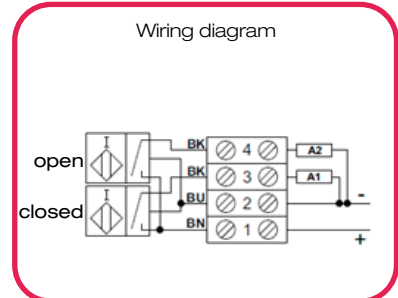 Wiring diagram
open
closed
I
I
BK 4 A2
BK 3 A1
BU 2 -
BN 1 +